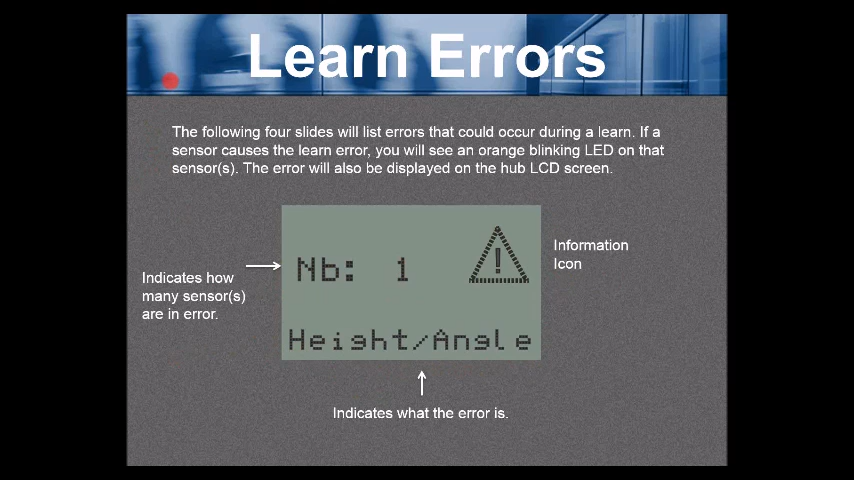 Learn Errors
The following four slides will list errors that could occur during a learn. If a
sensor causes the learn error, you will see an orange blinking LED on that
sensor(s). The error will also be displayed on the hub LCD screen.
Indicates how
many sensor(s)
are in error.
Nb: 1
!
Height/Angle
Information
Icon
Indicates what the error is.